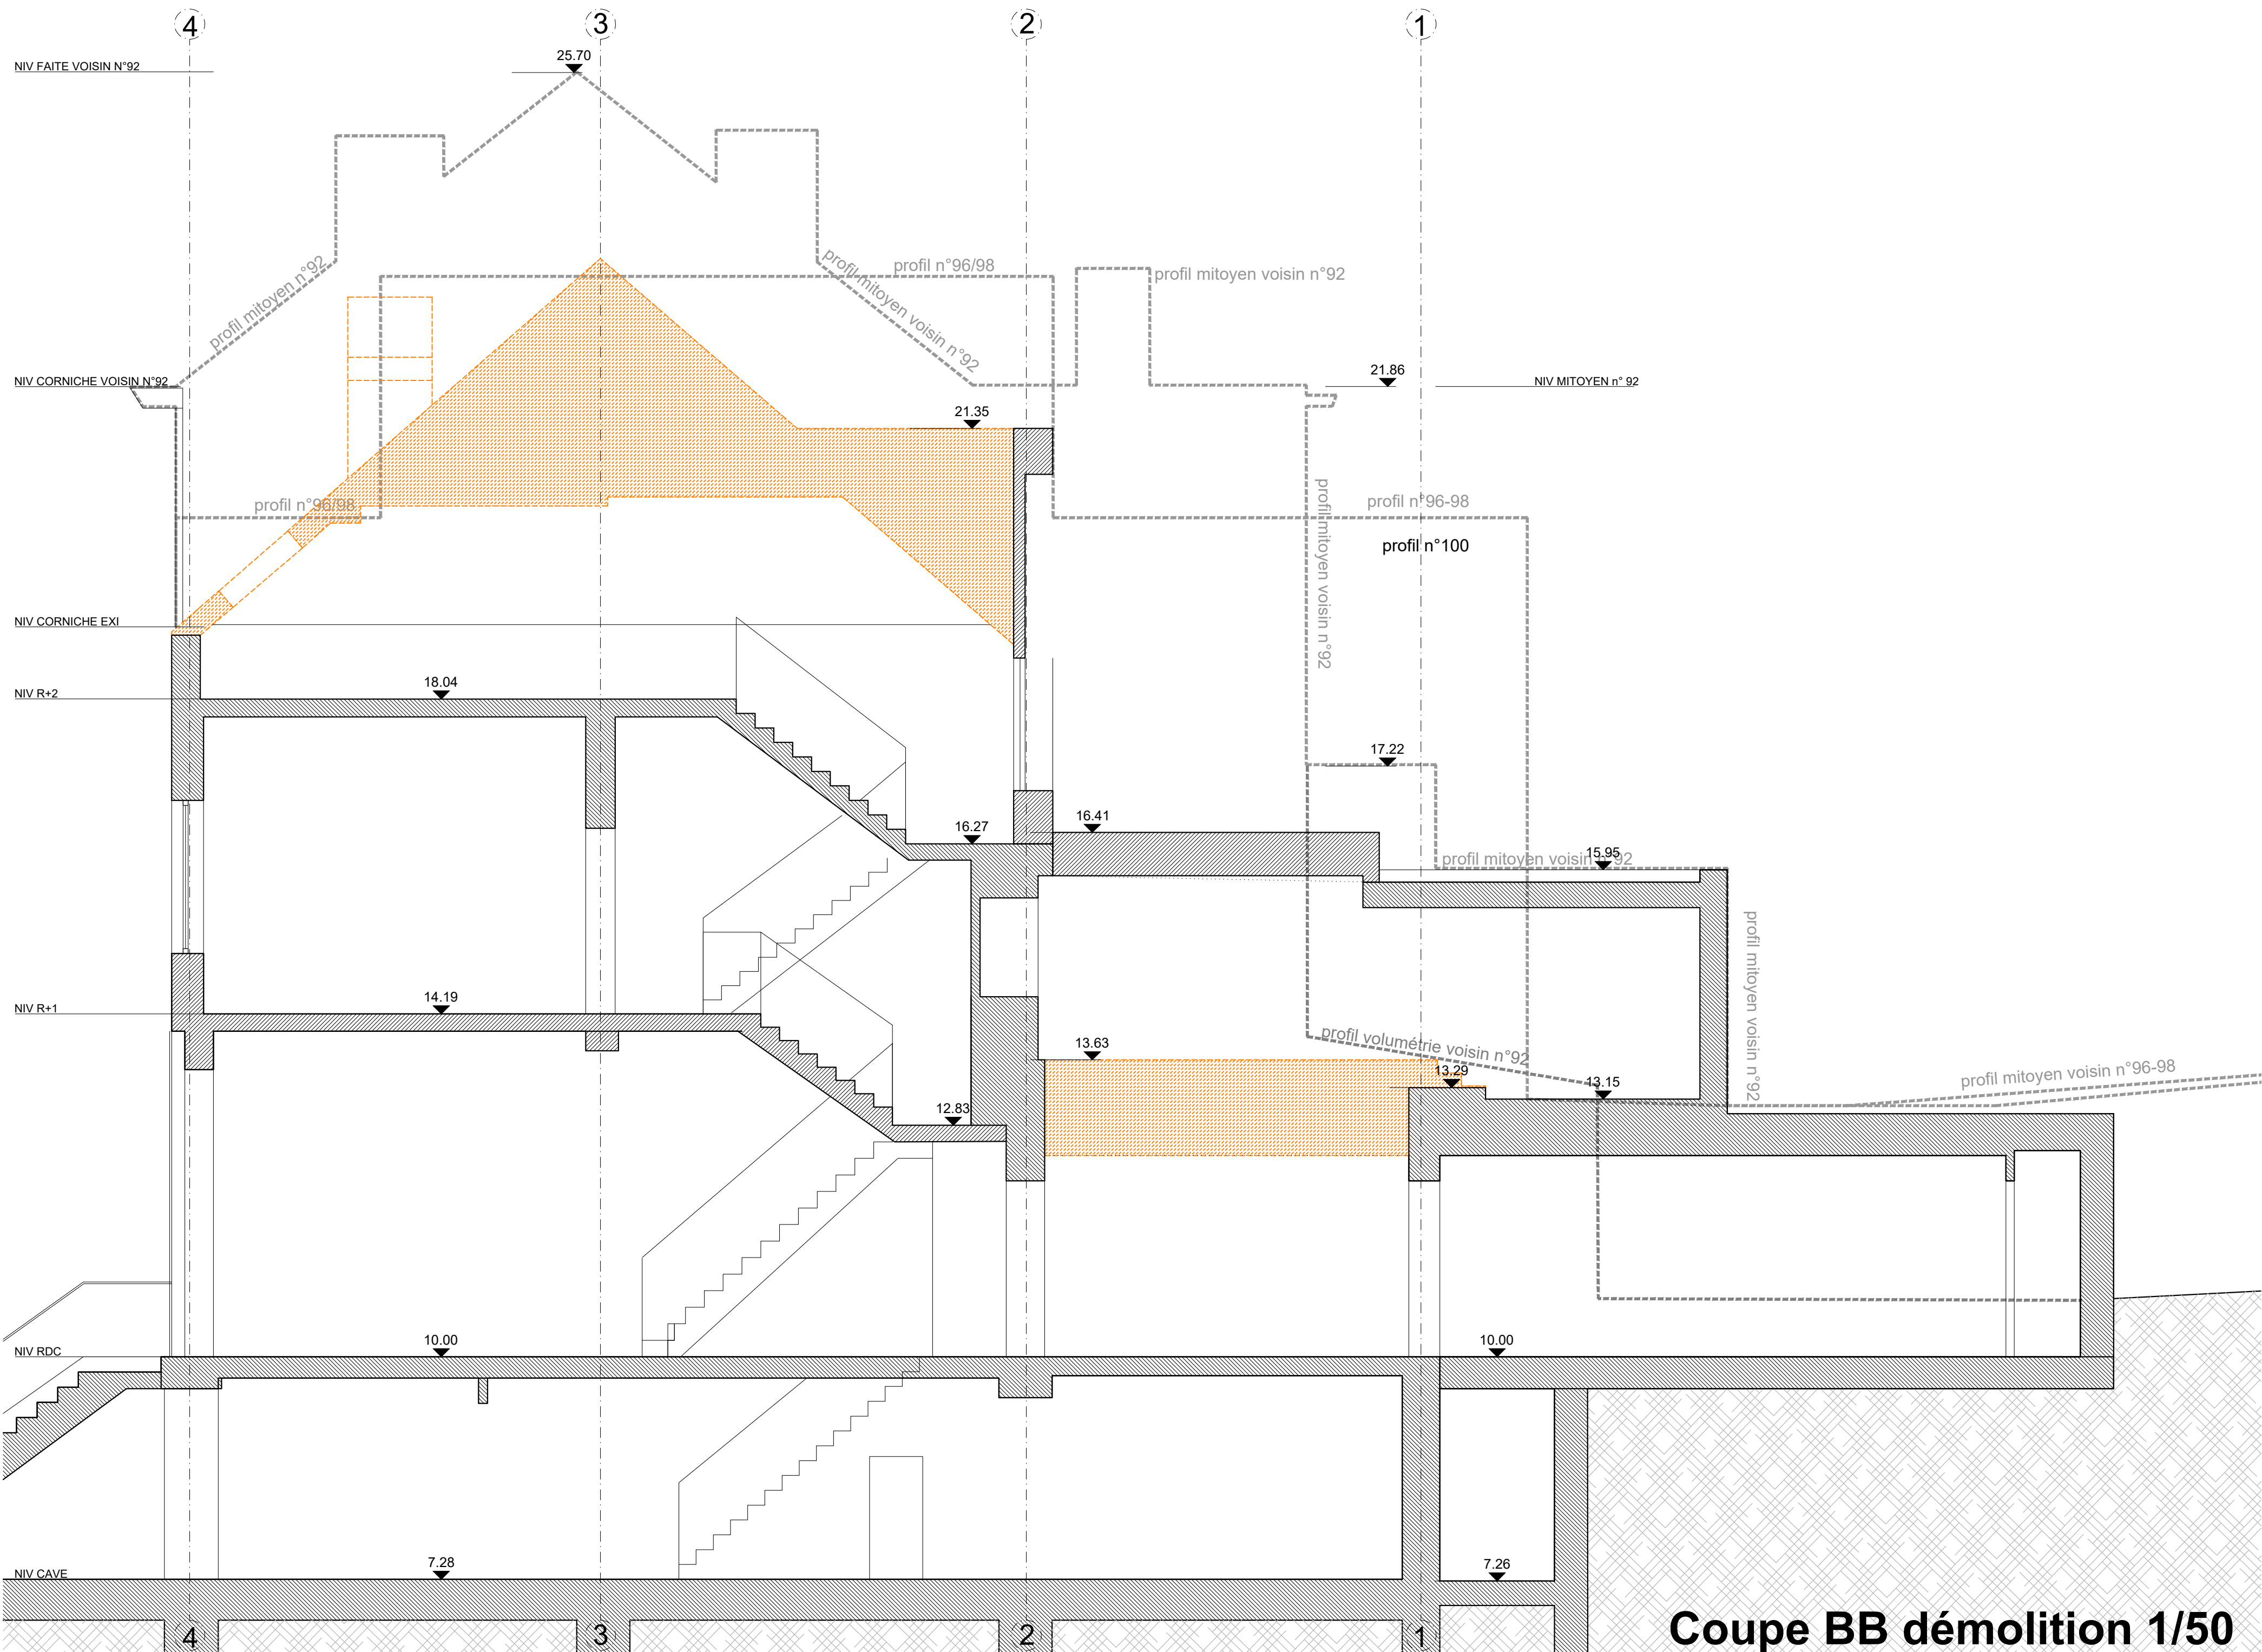 4
3
2
1
NIV FAITE VOISIN N°92
25.70
profil mitoyen n°92
profil n°96/98
profil mitoyen voisin n°92
profil mitoyen voisin n°92
NIV CORNICHE VOISIN N°92
21.86
NIV MITOYEN n° 92
21.35
profil n°96/98
profil n°96-98
profil mitoyen voisin n°92
profil n°100
NIV CORNICHE EXI
NIV R+2
18.04
17.22
16.41
16.27
15.95
profil mitoyen voisin n°92
profil mitoyen voisin n°92
NIV R+1
14.19
13.63
profil volumétrie voisin n°92
13.29
13.15
profil mitoyen voisin n°96-98
12.83
NIV RDC
10.00
10.00
NIV CAVE
7.28
7.26
4
3
2
1
Coupe BB démolition 1/50